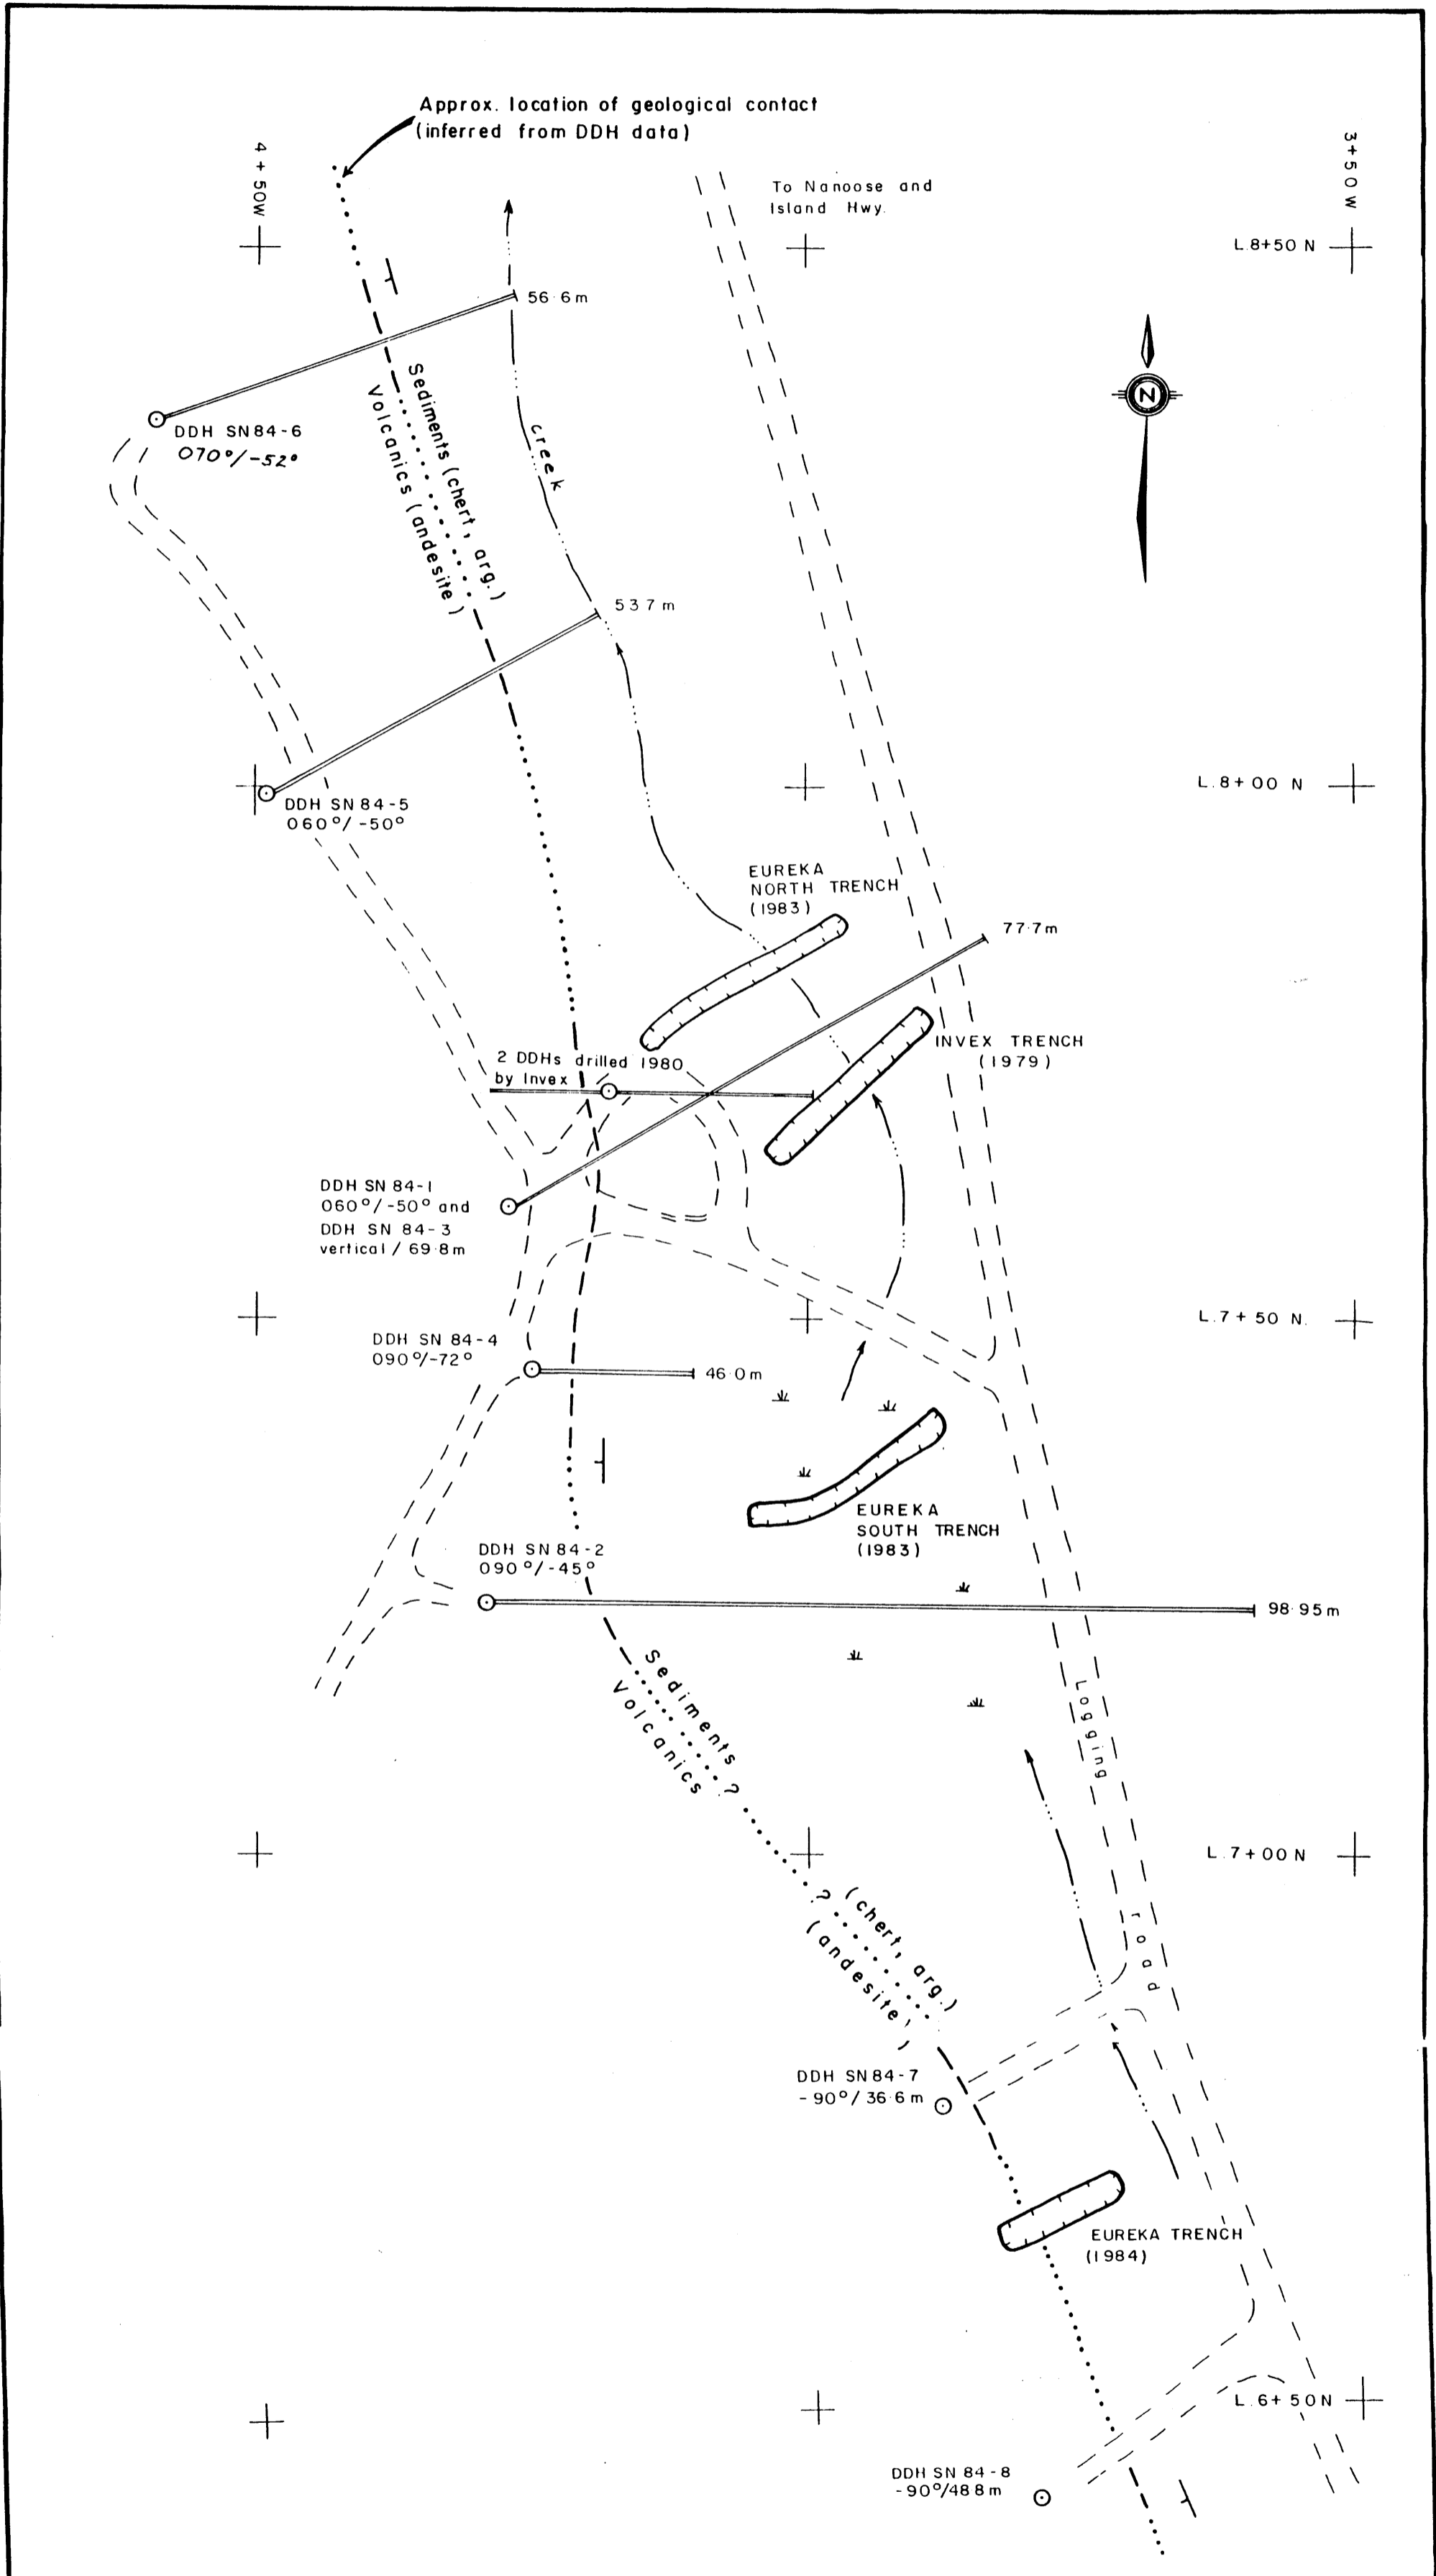 Approx. location of geological contact
(inferred from DDH data)
4+50W
3+50W
To Nanoose and
Island Hwy.
L.8+50 N
56.6m
N
Sediments (chert, arg.)
Volcanics (andesite)
creek
DDH SN84-6
070°/-52°
53.7m
DDH SN 84-5
060°/-50°
L.8+00 N
EUREKA
NORTH TRENCH
(1983)
77.7m
INVEX TRENCH
(1979)
2 DDHs drilled 1980
by Invex
DDH SN 84-1
060°/-50° and
DDH SN 84-3
vertical / 69.8m
L.7+50 N.
DDH SN 84-4
090°/-72°
46.0m
EUREKA
SOUTH TRENCH
(1983)
DDH SN 84-2
090°/-45°
98.95m
Sediments
Volcanics
?
Logging
road
L.7+00N
?
(chert, arg.)
(andesite)
DDH SN84-7
-90°/36.6m
EUREKA TRENCH
(1984)
L.6+50N
DDH SN 84-8
-90°/48.8m